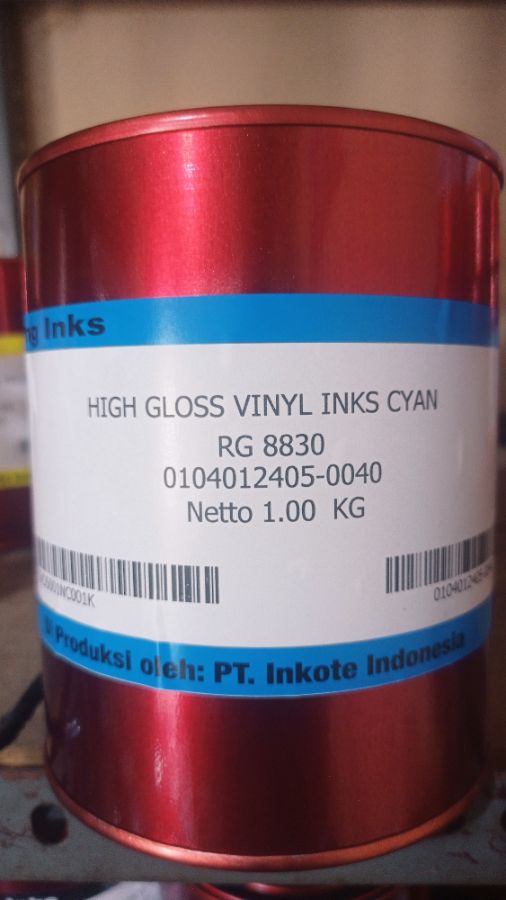 Inks
HIGH GLOSS VINYL INKS CYAN
RG 8830
0104012405-0040
Netto 1.00 KG
Di Produksi oleh: PT. Inkote Indonesia